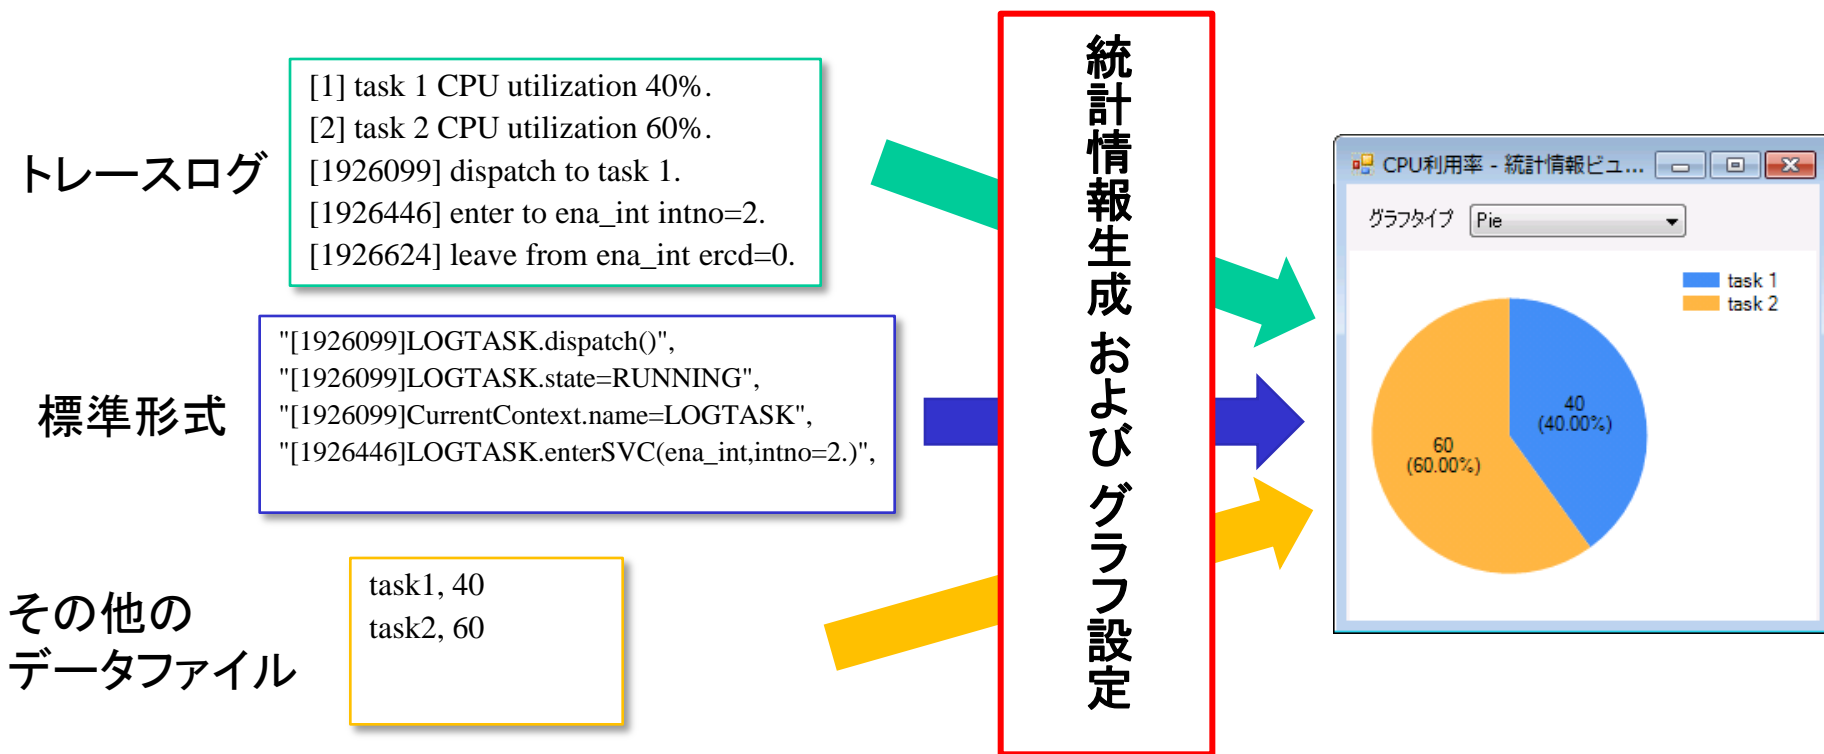 トレースログ
[1] task 1 CPU utilization 40%.
[2] task 2 CPU utilization 60%.
[1926099] dispatch to task 1.
[1926446] enter to ena_int intno=2.
[1926624] leave from ena_int ercd=0.
標準形式
"[1926099]LOGTASK.dispatch()",
"[1926099]LOGTASK.state=RUNNING",
"[1926099]CurrentContext.name=LOGTASK",
"[1926446]LOGTASK.enterSVC(ena_int,intno=2.)",
その他の
データファイル
task1, 40
task2, 60
統計情報生成 および グラフ設定
CPU利用率 - 統計情報ビュ...
グラフタイプ Pie
task 1
task 2
40
(40.00%)
60
(60.00%)